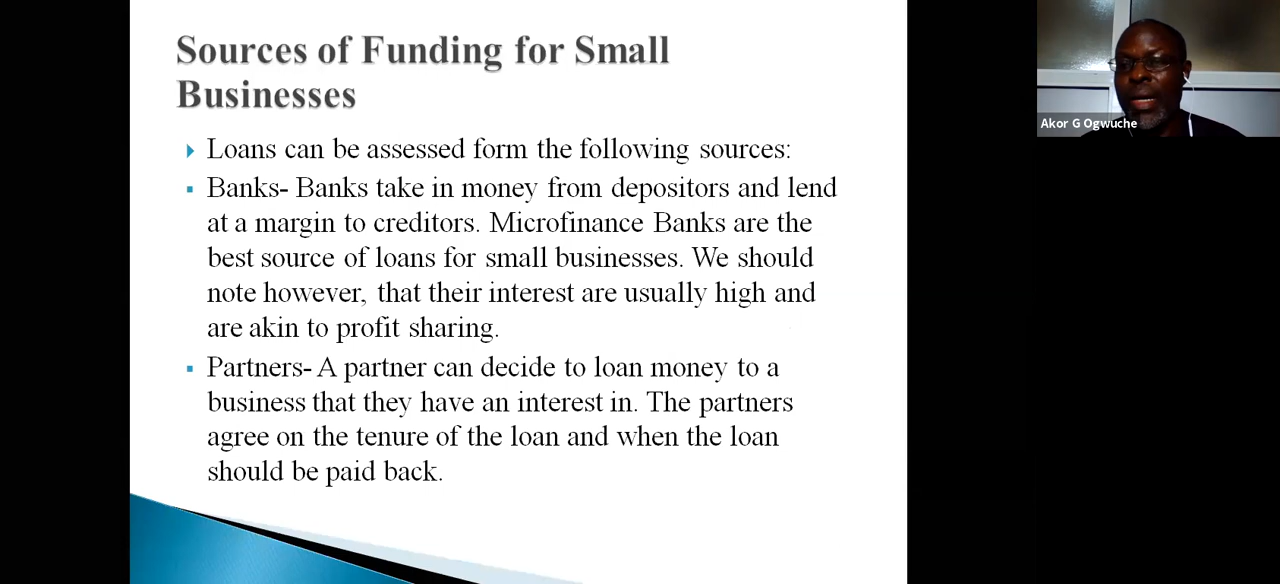 Sources of Funding for Small
Businesses
Loans can be assessed form the following sources:
Banks- Banks take in money from depositors and lend
at a margin to creditors. Microfinance Banks are the
best source of loans for small businesses. We should
note however, that their interest are usually high and
are akin to profit sharing.
Partners- A partner can decide to loan money to a
business that they have an interest in. The partners
agree on the tenure of the loan and when the loan
should be paid back.
Akor G Ogwuche